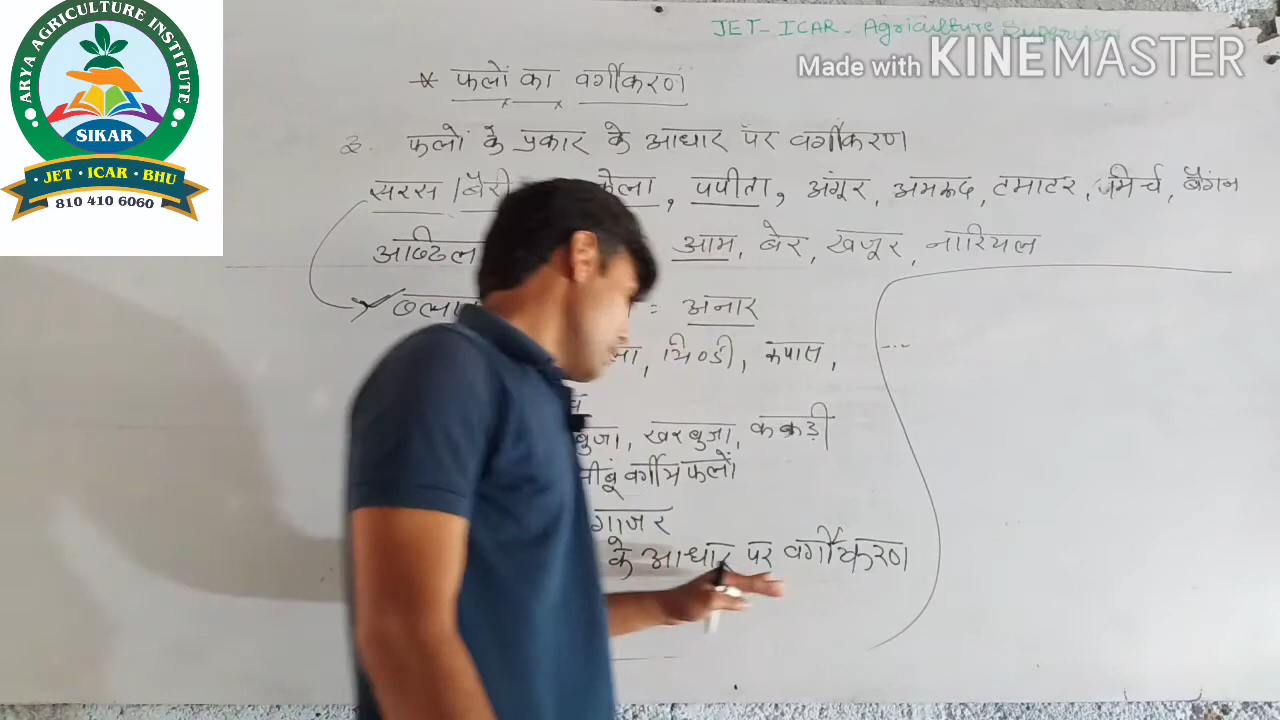 ARYA AGRICULTURE INSTITUTE
SIKAR
· JET · ICAR · BHU ·
810 410 6060
JET- ICAR - Agriculture Supervisor
Made with KINEMASTER
* फलों का वर्गीकरण
फलों के प्रकार के आधार पर वर्गीकरण
सरस / बैरी केला, पपीता, अंगूर, अमरूद, टमाटर, मिर्च, बैंगन
आम, बेर, खजूर, नारियल
= अनार
भिण्डी, कपास,
खरबुजा, ककड़ी
वर्गीय फलों
गाजर
के आधार पर वर्गीकरण